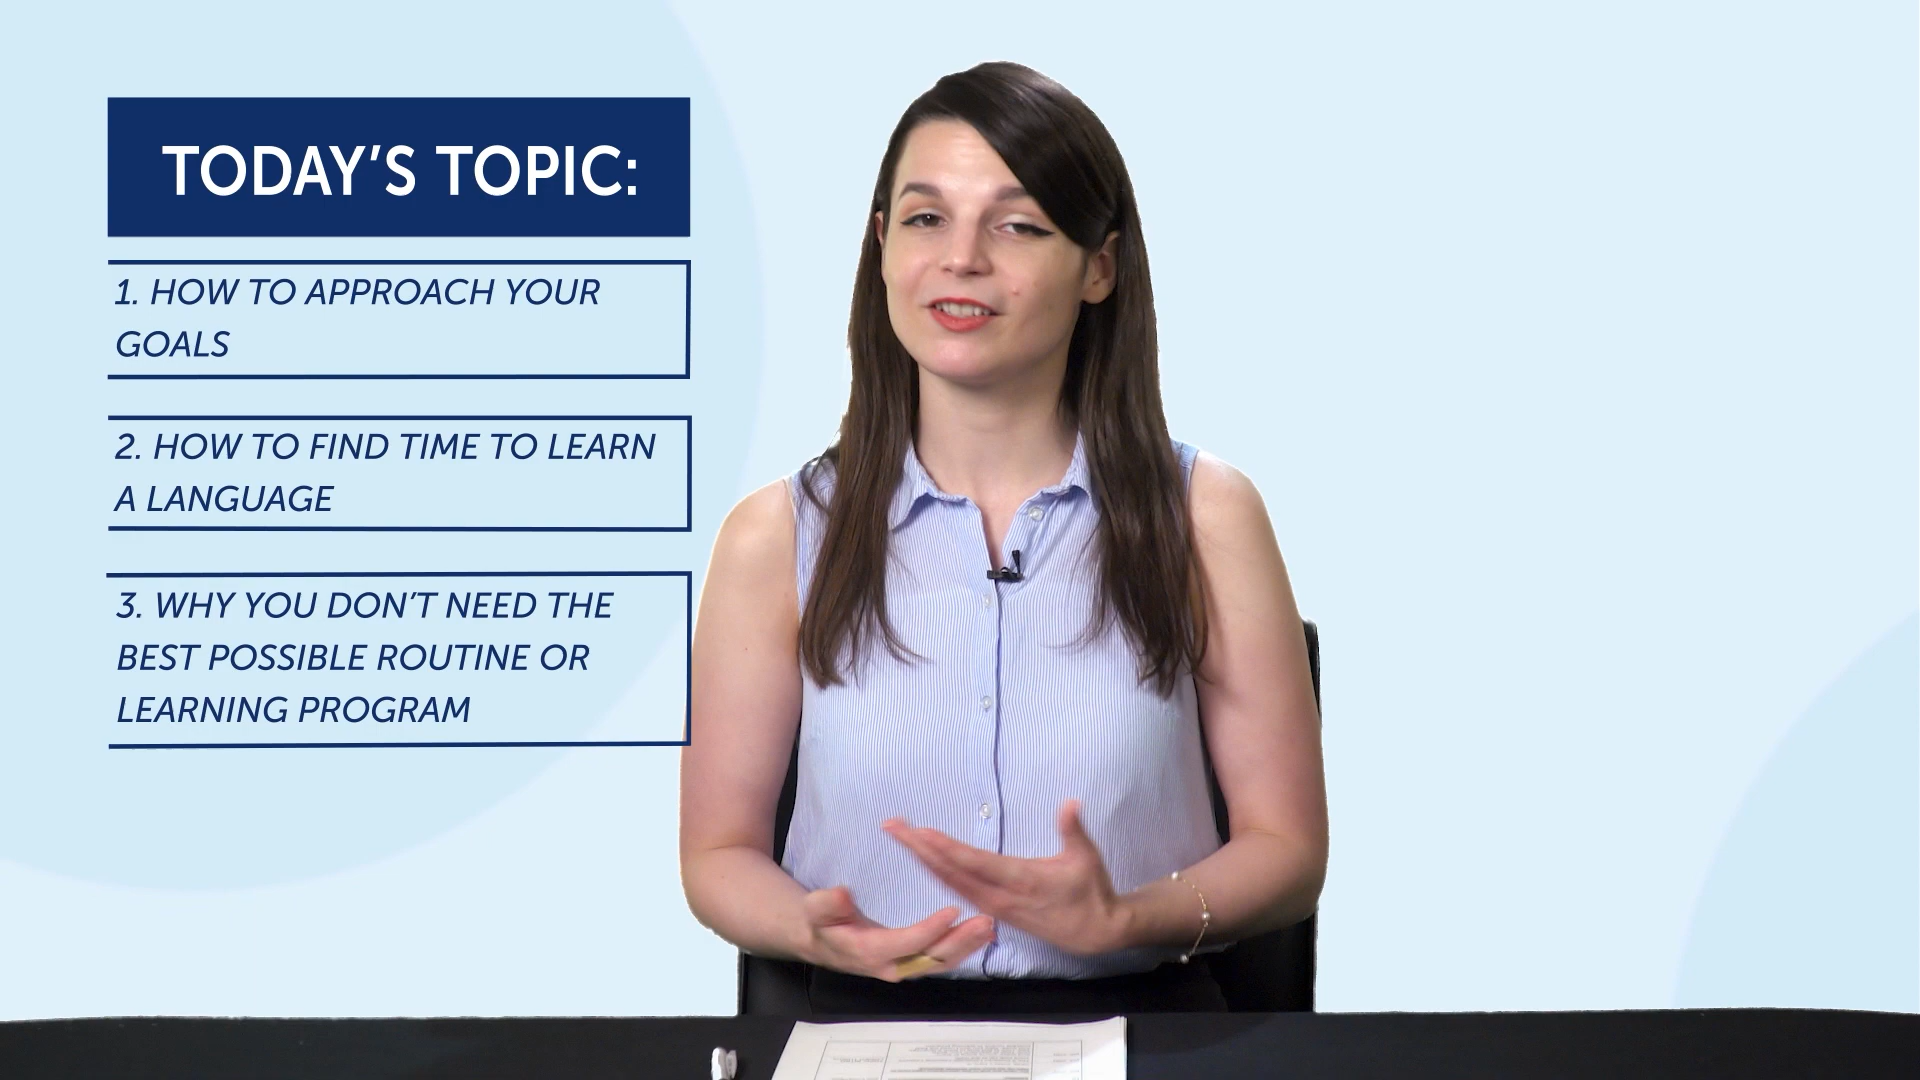 TODAY’S TOPIC:
1. HOW TO APPROACH YOUR
GOALS
2. HOW TO FIND TIME TO LEARN
A LANGUAGE
3. WHY YOU DON’T NEED THE
BEST POSSIBLE ROUTINE OR
LEARNING PROGRAM